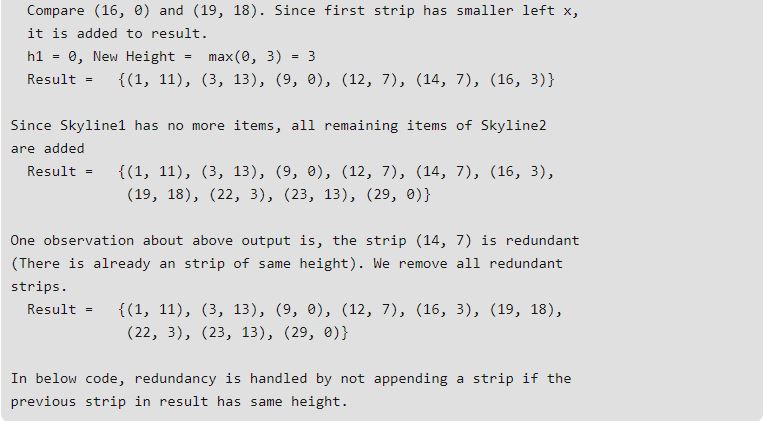 Compare (16, 0) and (19, 18). Since first strip has smaller left x,
it is added to result.
h1 = 0, New Height =  max(0, 3) = 3
Result =   {(1, 11), (3, 13), (9, 0), (12, 7), (14, 7), (16, 3)}
Since Skyline1 has no more items, all remaining items of Skyline2
are added
Result =   {(1, 11), (3, 13), (9, 0), (12, 7), (14, 7), (16, 3),
(19, 18), (22, 3), (23, 13), (29, 0)}
One observation about above output is, the strip (14, 7) is redundant
(There is already an strip of same height). We remove all redundant
strips.
Result =   {(1, 11), (3, 13), (9, 0), (12, 7), (16, 3), (19, 18),
(22, 3), (23, 13), (29, 0)}
In below code, redundancy is handled by not appending a strip if the
previous strip in result has same height.